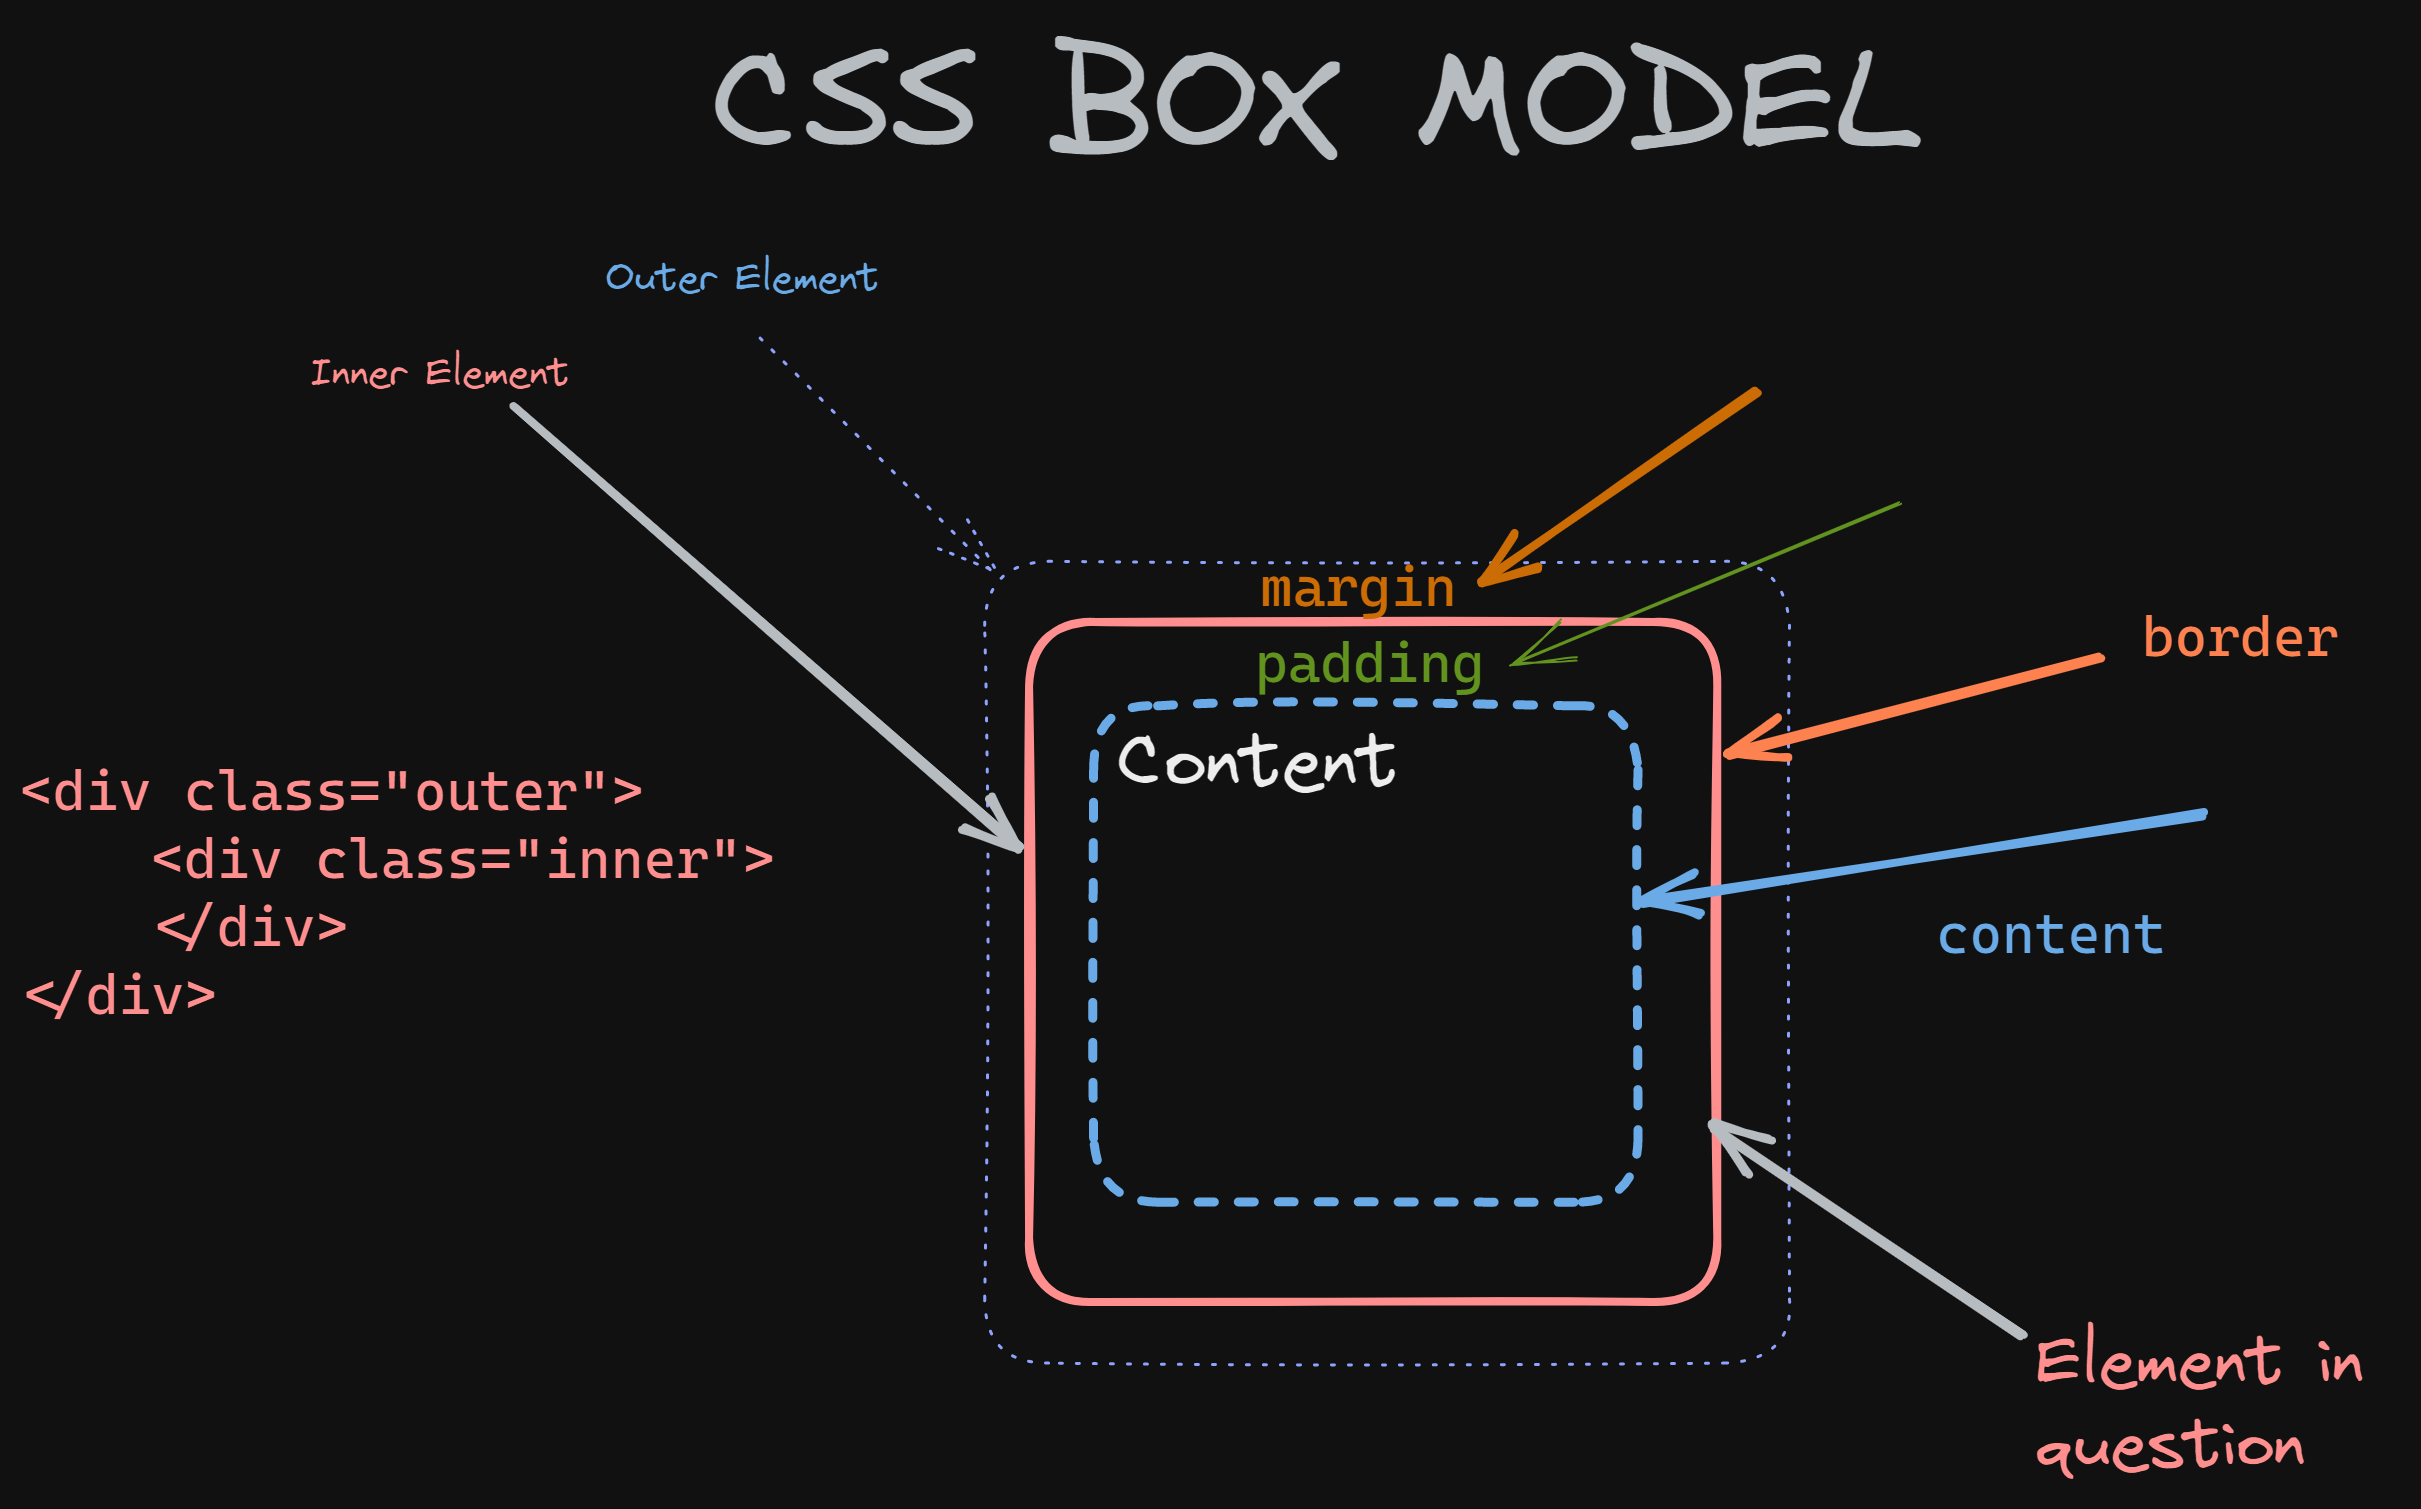 CSS BOX MODEL
Outer Element
Inner Element
margin
padding
border
Content
content
<div class="outer">
    <div class="inner">
    </div>
</div>
Element in
question